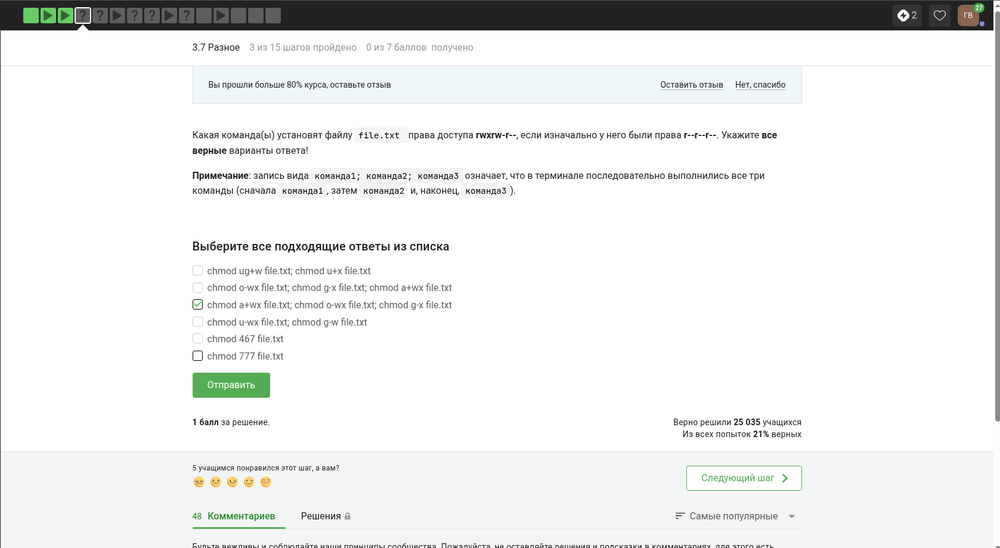 ? ? ? ? ?
2
ГВ
27
3.7 Разное 3 из 15 шагов пройдено 0 из 7 баллов получено
Вы прошли больше 80% курса, оставьте отзыв Оставить отзыв Нет, спасибо
Какая команда(ы) установят файлу file.txt права доступа rwxrw-r--, если изначально у него были права r--r--r--. Укажите все
верные варианты ответа!
Примечание: запись вида команда1; команда2; команда3 означает, что в терминале последовательно выполнились все три
команды (сначала команда1, затем команда2 и, наконец, команда3).
Выберите все подходящие ответы из списка
chmod ug+w file.txt; chmod u+x file.txt
chmod o-wx file.txt; chmod g-x file.txt; chmod a+wx file.txt
chmod a+wx file.txt; chmod o-wx file.txt; chmod g-x file.txt
chmod u-wx file.txt; chmod g-w file.txt
chmod 467 file.txt
chmod 777 file.txt
Отправить
1 балл за решение. Верно решили 25 035 учащихся
Из всех попыток 21% верных
5 учащимся понравился этот шаг, а вам?
Следующий шаг
48 Комментариев Решения Самые популярные
Будьте вежливы и соблюдайте наши принципы сообщества. Пожалуйста, не оставляйте решения и подсказки в комментариях, для этого есть